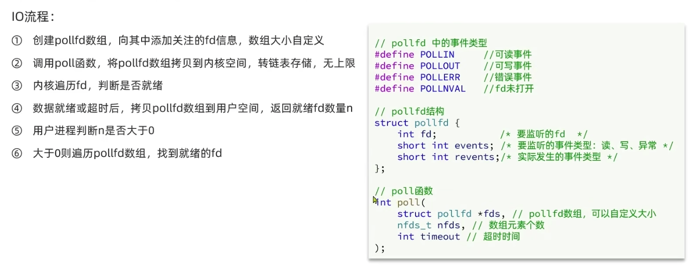 IO流程：
① 创建pollfd数组，向其中添加关注的fd信息，数组大小自定义
② 调用poll函数，将pollfd数组拷贝到内核空间，转链表存储，无上限
③ 内核遍历fd，判断是否就绪
④ 数据就绪或超时后，拷贝pollfd数组到用户空间，返回就绪fd数量n
⑤ 用户进程判断n是否大于0
⑥ 大于0则遍历pollfd数组，找到就绪的fd
// pollfd 中的事件类型
#define POLLIN //可读事件
#define POLLOUT //可写事件
#define POLLERR //错误事件
#define POLLNVAL //fd未打开
// pollfd结构
struct pollfd {
int fd; /* 要监听的fd */
short int events; /* 要监听的事件类型：读、写、异常 */
short int revents;/* 实际发生的事件类型 */
};
// poll函数
int poll(
struct pollfd *fds, // pollfd数组，可以自定义大小
nfds_t nfds, // 数组元素个数
int timeout // 超时时间
);